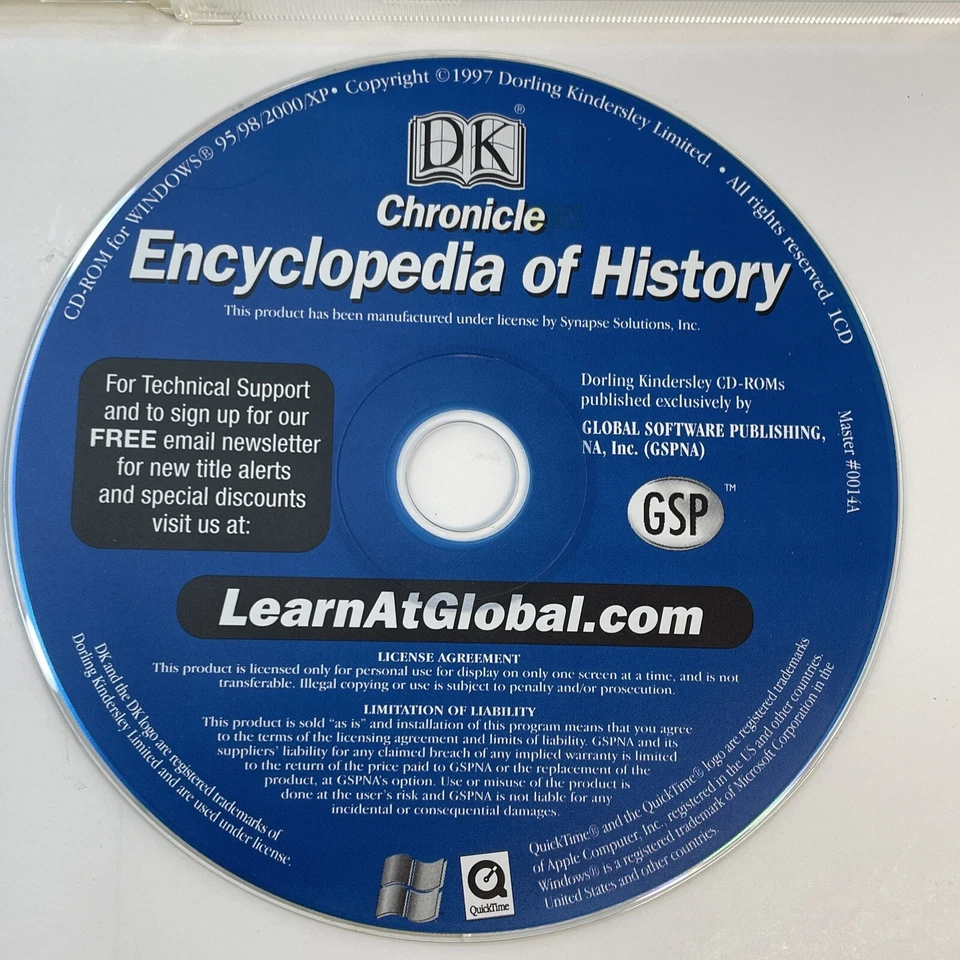 CD-ROM for WINDOWS® 95/98/2000/XP • Copyright ©1997 Dorling Kindersley Limited. • All rights reserved. 1CD
DK®
Chronicle
Encyclopedia of History
This product has been manufactured under license by Synapse Solutions, Inc.
For Technical Support
and to sign up for our
FREE email newsletter
for new title alerts
and special discounts
visit us at:
Dorling Kindersley CD-ROMs
published exclusively by
GLOBAL SOFTWARE PUBLISHING,
NA, Inc. (GSPNA)
GSP™
Master #0014A
LearnAtGlobal.com
LICENSE AGREEMENT
This product is licensed only for personal use for display on only one screen at a time, and is not
transferable. Illegal copying or use is subject to penalty and/or prosecution.
LIMITATION OF LIABILITY
This product is sold “as is” and installation of this program means that you agree
to the terms of the licensing agreement and limits of liability. GSPNA and its
suppliers’ liability for any claimed breach of any implied warranty is limited
to the return of the price paid to GSPNA or the replacement of the
product, at GSPNA's option. Use or misuse of the product is
done at the user's risk and GSPNA is not liable for any
incidental or consequential damages.
DK and the DK logo are registered trademarks of
Dorling Kindersley Limited and are used under license.
QuickTime
QuickTime® and the QuickTime® logo are registered trademarks
of Apple Computer, Inc., registered in the US and other countries.
Windows® is a registered trademark of Microsoft Corporation in the
United States and other countries.